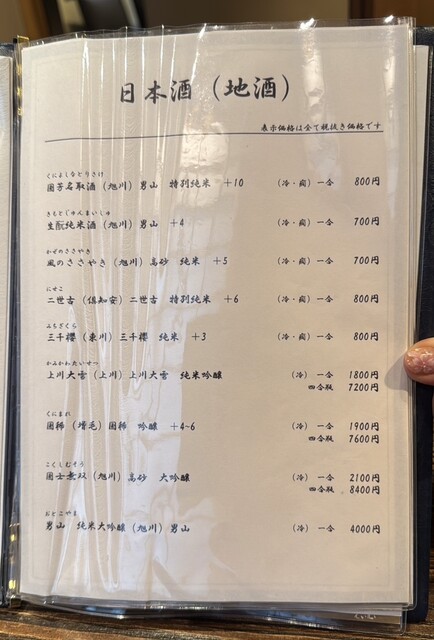 日本酒（地酒）
表示価格は全て税抜き価格です
くによしなとりさけ
国芳名取酒（旭川）男山　特別純米　＋10　（冷・燗）一合　800円
きもとじゅんまいしゅ
生酛純米酒（旭川）男山　＋4　（冷・燗）一合　700円
かぜのささやき
風のささやき（旭川）高砂　純米　＋5　（冷・燗）一合　700円
にせこ
二世古（倶知安）二世古　特別純米　＋6　（冷・燗）一合　800円
みちざくら
三千櫻（東川）三千櫻　純米　＋3　（冷・燗）一合　800円
かみかわたいせつ
上川大雪（上川）上川大雪　純米吟醸　（冷）一合　1800円
四合瓶　7200円
くにまれ
国稀（増毛）国稀　吟醸　＋4~6　（冷）一合　1900円
四合瓶　7600円
こくしむそう
国士無双（旭川）高砂　大吟醸　（冷）一合　2100円
四合瓶　8400円
おとこやま
男山　純米大吟醸（旭川）男山　（冷）一合　4000円